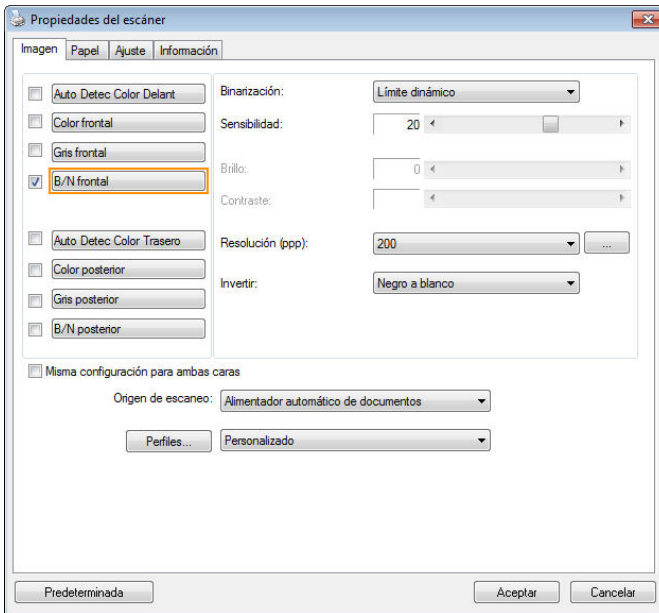 Propiedades del escáner
Imagen Papel Ajuste Información
Auto Detec Color Delant
Color frontal
Gris frontal
B/N frontal
Auto Detec Color Trasero
Color posterior
Gris posterior
B/N posterior
Binarización: Límite dinámico
Sensibilidad: 20
Brillo: 0
Contraste:
Resolución (ppp): 200 ...
Invertir: Negro a blanco
Misma configuración para ambas caras
Origen de escaneo: Alimentador automático de documentos
Perfiles... Personalizado
Predeterminada Aceptar Cancelar